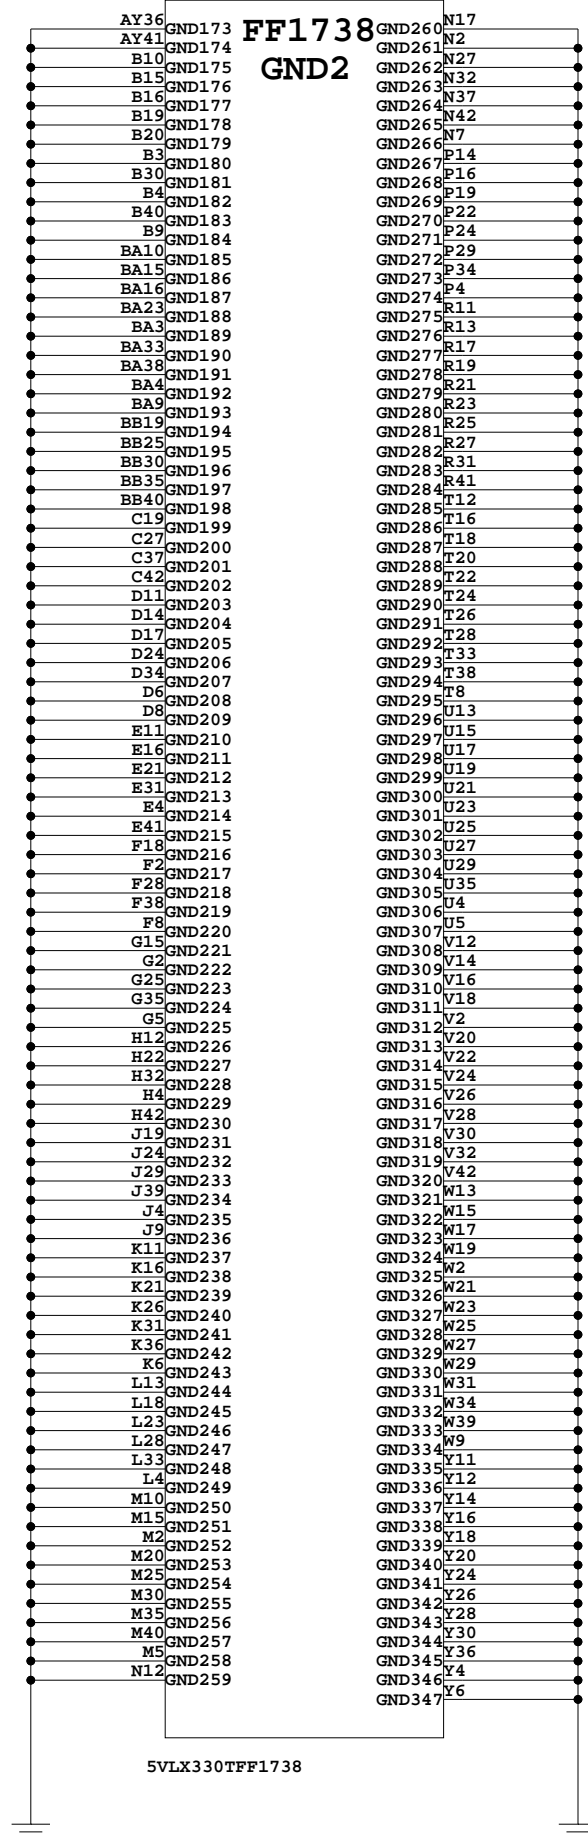 FF1738
GND2
AY36 GND173
AY41 GND174
B10 GND175
B15 GND176
B16 GND177
B19 GND178
B20 GND179
B3 GND180
B30 GND181
B4 GND182
B40 GND183
B9 GND184
BA10 GND185
BA15 GND186
BA16 GND187
BA23 GND188
BA3 GND189
BA33 GND190
BA38 GND191
BA4 GND192
BA9 GND193
BB19 GND194
BB25 GND195
BB30 GND196
BB35 GND197
BB40 GND198
C19 GND199
C27 GND200
C37 GND201
C42 GND202
D11 GND203
D14 GND204
D17 GND205
D24 GND206
D34 GND207
D6 GND208
D8 GND209
E11 GND210
E16 GND211
E21 GND212
E31 GND213
E4 GND214
E41 GND215
F18 GND216
F2 GND217
F28 GND218
F38 GND219
F8 GND220
G15 GND221
G2 GND222
G25 GND223
G35 GND224
G5 GND225
H12 GND226
H22 GND227
H32 GND228
H4 GND229
H42 GND230
J19 GND231
J24 GND232
J29 GND233
J39 GND234
J4 GND235
J9 GND236
K11 GND237
K16 GND238
K21 GND239
K26 GND240
K31 GND241
K36 GND242
K6 GND243
L13 GND244
L18 GND245
L23 GND246
L28 GND247
L33 GND248
L4 GND249
M10 GND250
M15 GND251
M2 GND252
M20 GND253
M25 GND254
M30 GND255
M35 GND256
M40 GND257
M5 GND258
N12 GND259
GND260 N17
GND261 N2
GND262 N27
GND263 N32
GND264 N37
GND265 N42
GND266 N7
GND267 P14
GND268 P16
GND269 P19
GND270 P22
GND271 P24
GND272 P29
GND273 P34
GND274 P4
GND275 R11
GND276 R13
GND277 R17
GND278 R19
GND279 R21
GND280 R23
GND281 R25
GND282 R27
GND283 R31
GND284 R41
GND285 T12
GND286 T16
GND287 T18
GND288 T20
GND289 T22
GND290 T24
GND291 T26
GND292 T28
GND293 T33
GND294 T38
GND295 T8
GND296 U13
GND297 U15
GND298 U17
GND299 U19
GND300 U21
GND301 U23
GND302 U25
GND303 U27
GND304 U29
GND305 U35
GND306 U4
GND307 U5
GND308 V12
GND309 V14
GND310 V16
GND311 V18
GND312 V2
GND313 V20
GND314 V22
GND315 V24
GND316 V26
GND317 V28
GND318 V30
GND319 V32
GND320 V42
GND321 W13
GND322 W15
GND323 W17
GND324 W19
GND325 W2
GND326 W21
GND327 W23
GND328 W25
GND329 W27
GND330 W29
GND331 W31
GND332 W34
GND333 W39
GND334 W9
GND335 Y11
GND336 Y12
GND337 Y14
GND338 Y16
GND339 Y18
GND340 Y20
GND341 Y24
GND342 Y26
GND343 Y28
GND344 Y30
GND345 Y36
GND346 Y4
GND347 Y6
5VLX330TFF1738